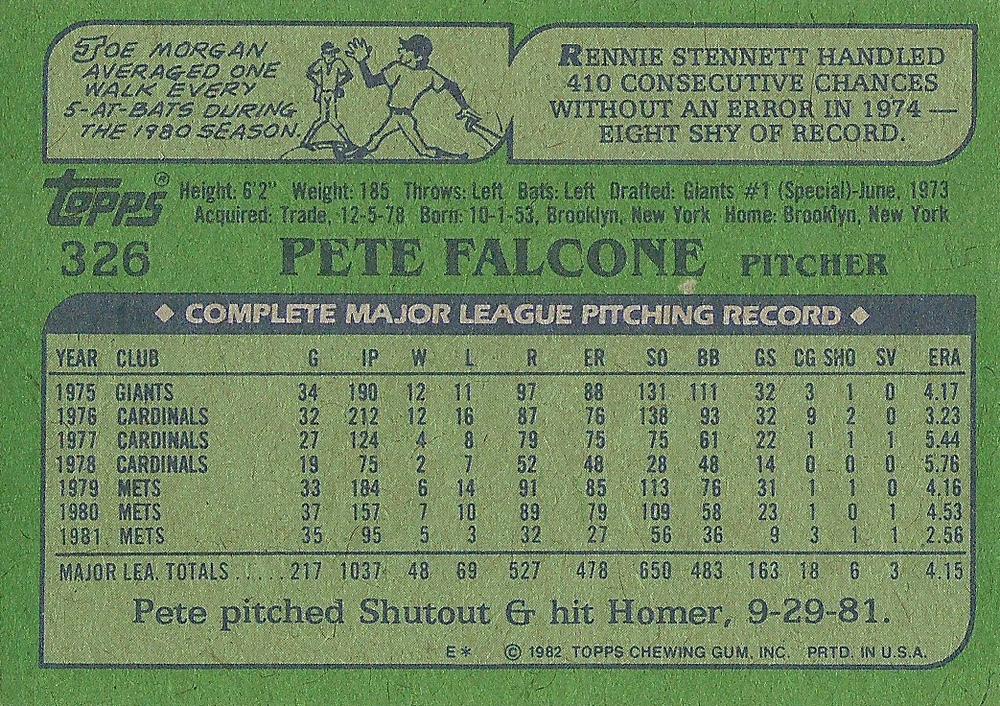 JOE MORGAN
AVERAGED ONE
WALK EVERY
5-AT-BATS DURING
THE 1980 SEASON.
RENNIE STENNETT HANDLED
410 CONSECUTIVE CHANCES
WITHOUT AN ERROR IN 1974 —
EIGHT SHY OF RECORD.
TOPPS® Height: 6'2" Weight: 185 Throws: Left Bats: Left Drafted: Giants #1 (Special)-June, 1973
Acquired: Trade, 12-5-78 Born: 10-1-53, Brooklyn, New York Home: Brooklyn, New York
326 PETE FALCONE PITCHER
◆ COMPLETE MAJOR LEAGUE PITCHING RECORD ◆
YEAR CLUB G IP W L R ER SO BB GS CG SHO SV ERA
1975 GIANTS 34 190 12 11 97 88 131 111 32 3 1 0 4.17
1976 CARDINALS 32 212 12 16 87 76 138 93 32 9 2 0 3.23
1977 CARDINALS 27 124 4 8 79 75 75 61 22 1 1 1 5.44
1978 CARDINALS 19 75 2 7 52 48 28 48 14 0 0 0 5.76
1979 METS 33 184 6 14 91 85 113 76 31 1 1 0 4.16
1980 METS 37 157 7 10 89 79 109 58 23 1 0 1 4.53
1981 METS 35 95 5 3 32 27 56 36 9 3 1 1 2.56
MAJOR LEA. TOTALS ..... 217 1037 48 69 527 478 650 483 163 18 6 3 4.15
Pete pitched Shutout & hit Homer, 9-29-81.
E* © 1982 TOPPS CHEWING GUM, INC. PRTD. IN U.S.A.